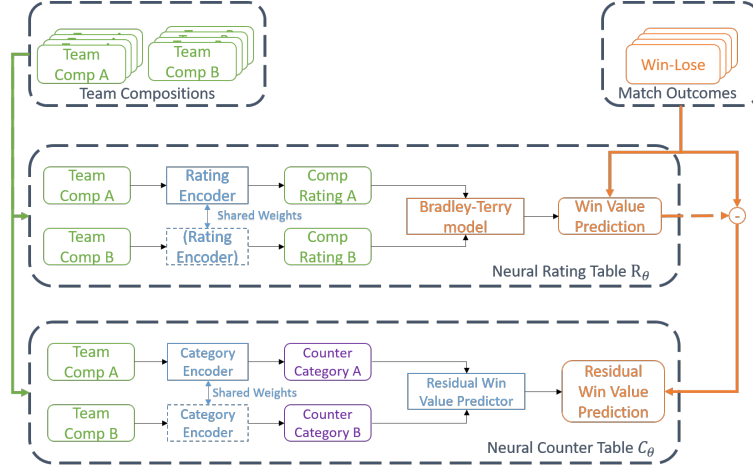 Team
Comp A
Team
Comp B
Team Compositions
Win-Lose
Match Outcomes
Team
Comp A
Rating
Encoder
Comp
Rating A
Shared Weights
Bradley-Terry
model
Win Value
Prediction
-
Team
Comp B
(Rating
Encoder)
Comp
Rating B
Neural Rating Table R_θ
Team
Comp A
Category
Encoder
Counter
Category A
Shared Weights
Residual Win
Value Predictor
Residual
Win Value
Prediction
Team
Comp B
Category
Encoder
Counter
Category B
Neural Counter Table C_θ